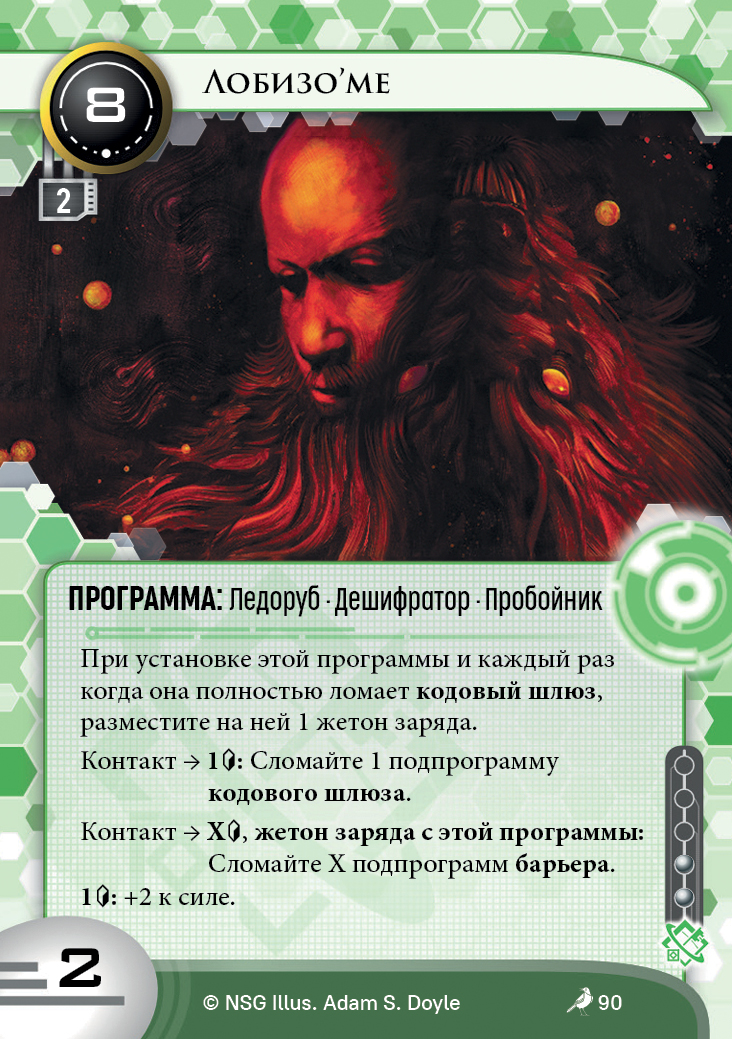 8
Лобизо’ме
2
ПРОГРАММА: Ледоруб · Дешифратор · Пробойник
При установке этой программы и каждый раз
когда она полностью ломает кодовый шлюз,
разместите на ней 1 жетон заряда.
Контакт → 1: Сломайте 1 подпрограмму
кодового шлюза.
Контакт → X, жетон заряда с этой программы:
Сломайте X подпрограмм барьера.
1: +2 к силе.
2
© NSG Illus. Adam S. Doyle
90